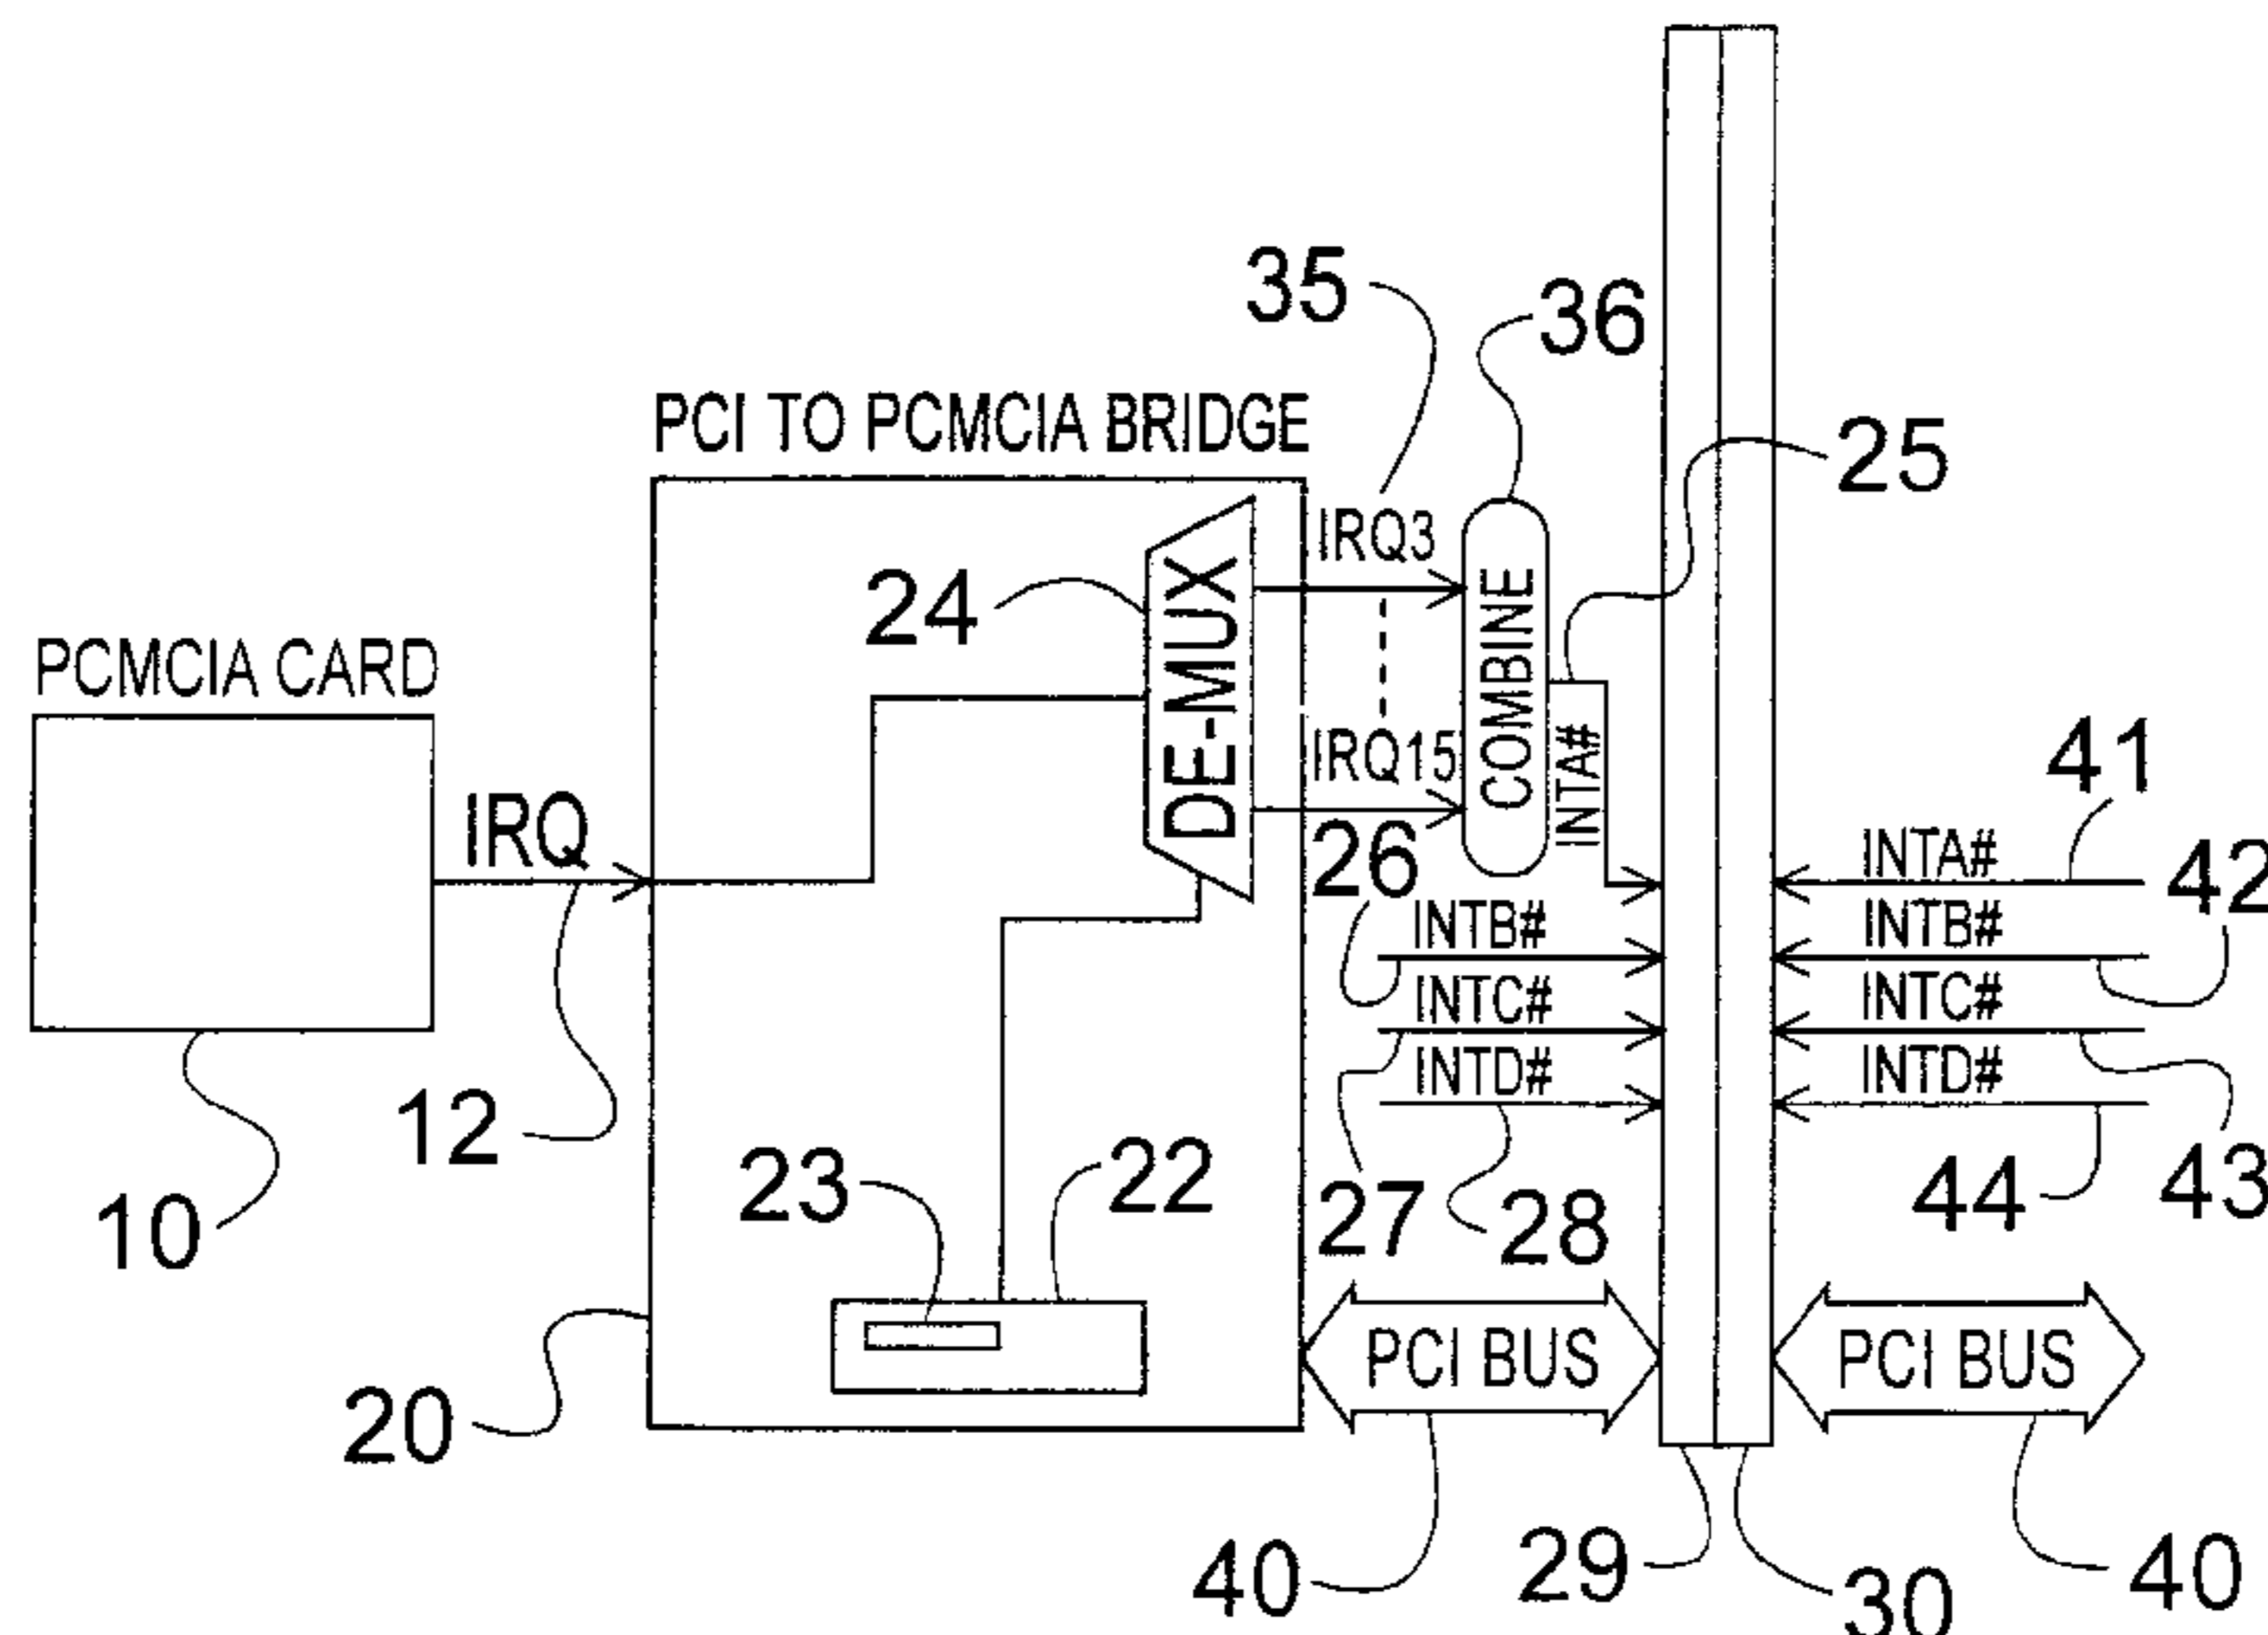 35
36
PCI TO PCMCIA BRIDGE
25
IRQ3
24
DE-MUX
COMBINE
PCMCIA CARD
IRQ15
INTA#
41
IRQ
26
INTA#
42
INTB#
INTB#
INTC#
INTC#
INTD#
INTD#
12
23
22
27
28
44
43
10
PCI BUS
PCI BUS
20
40
29
30
40